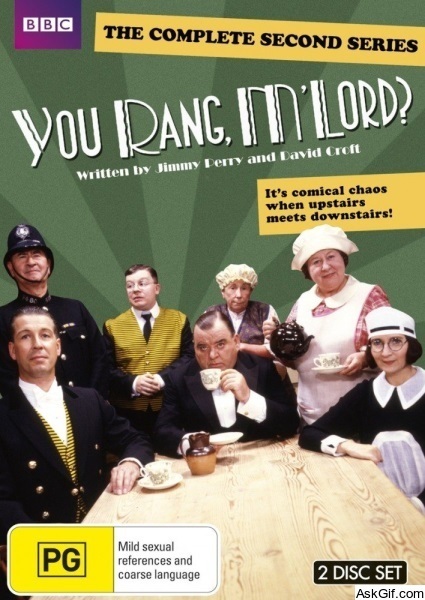 BBC
THE COMPLETE SECOND SERIES
YOU RANG, M'LORD?
Written by Jimmy Perry and David Croft
It's comical chaos
when upstairs
meets downstairs!
PG
Mild sexual
references and
coarse language
2 DISC SET
AskGif.com